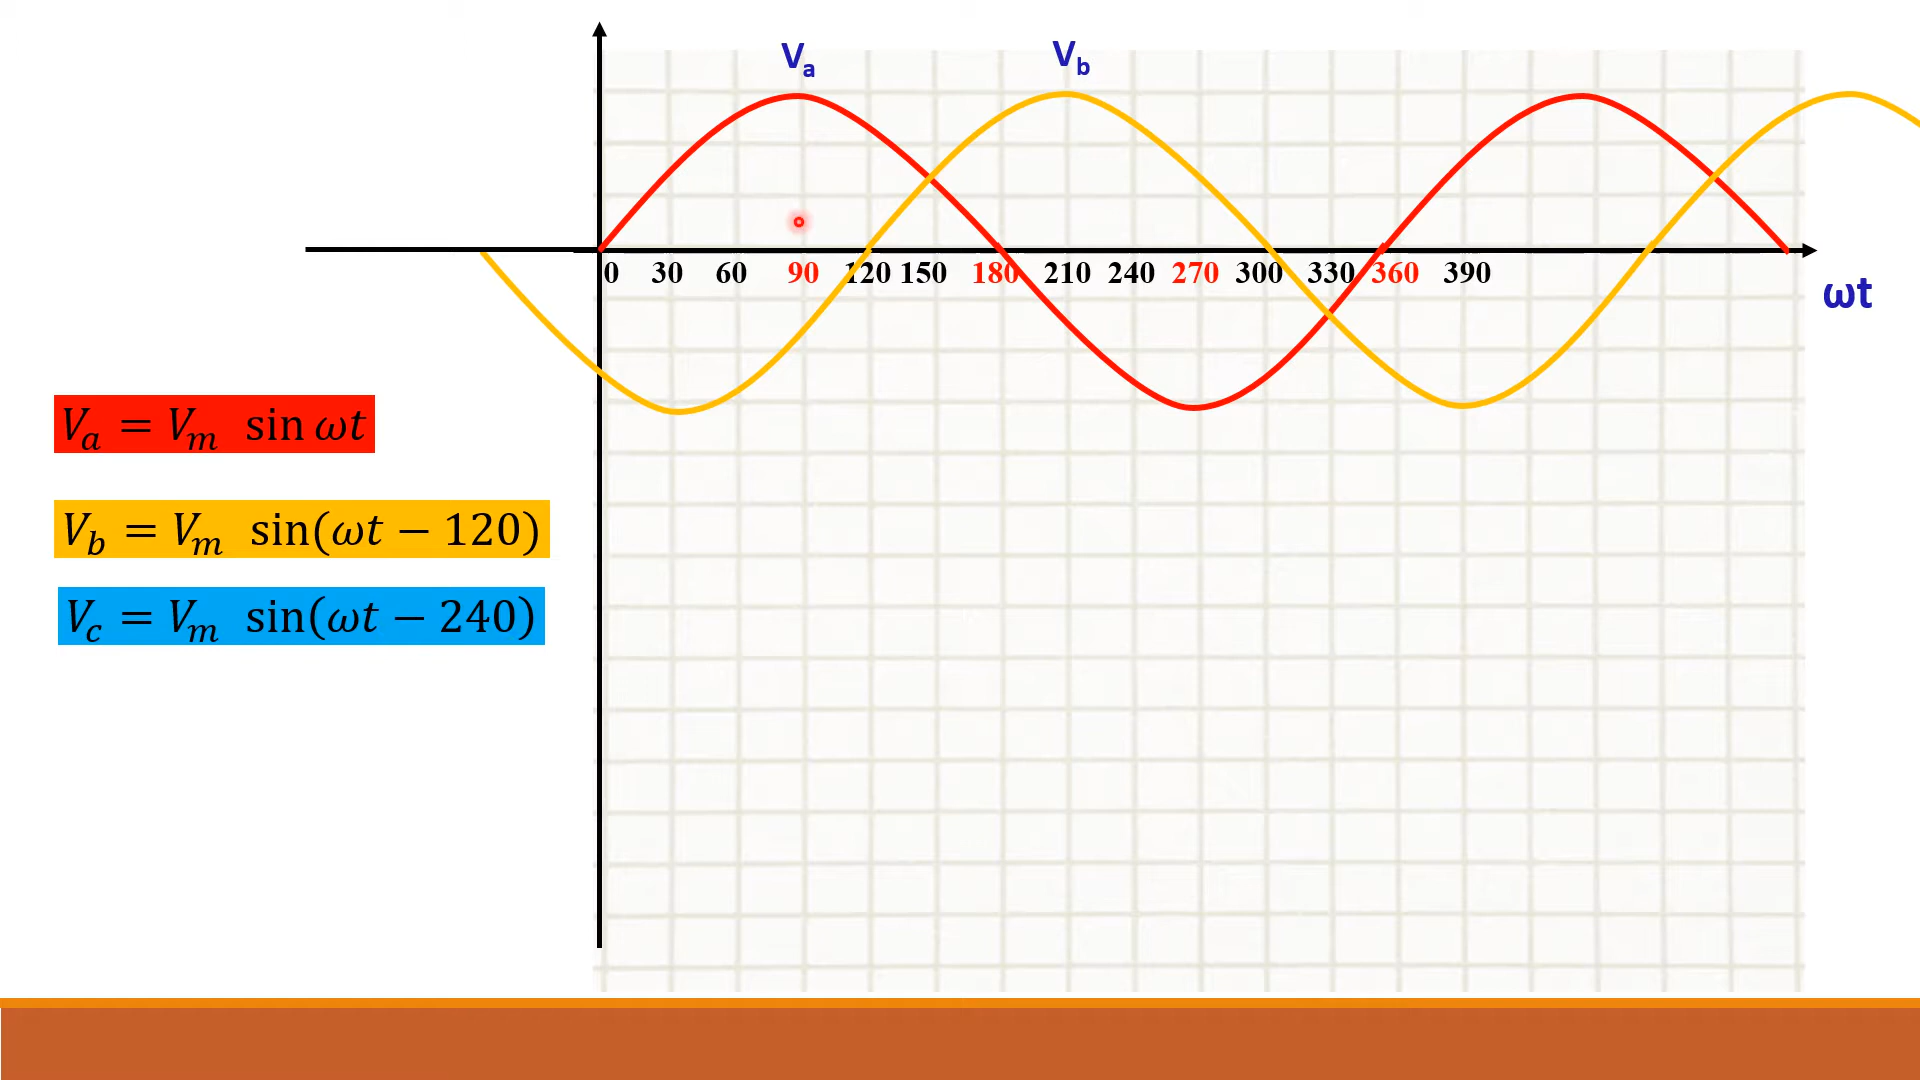 Va Vb
0 30 60 90 120 150 180 210 240 270 300 330 360 390
ωt
Va = Vm sin ωt
Vb = Vm sin(ωt − 120)
Vc = Vm sin(ωt − 240)